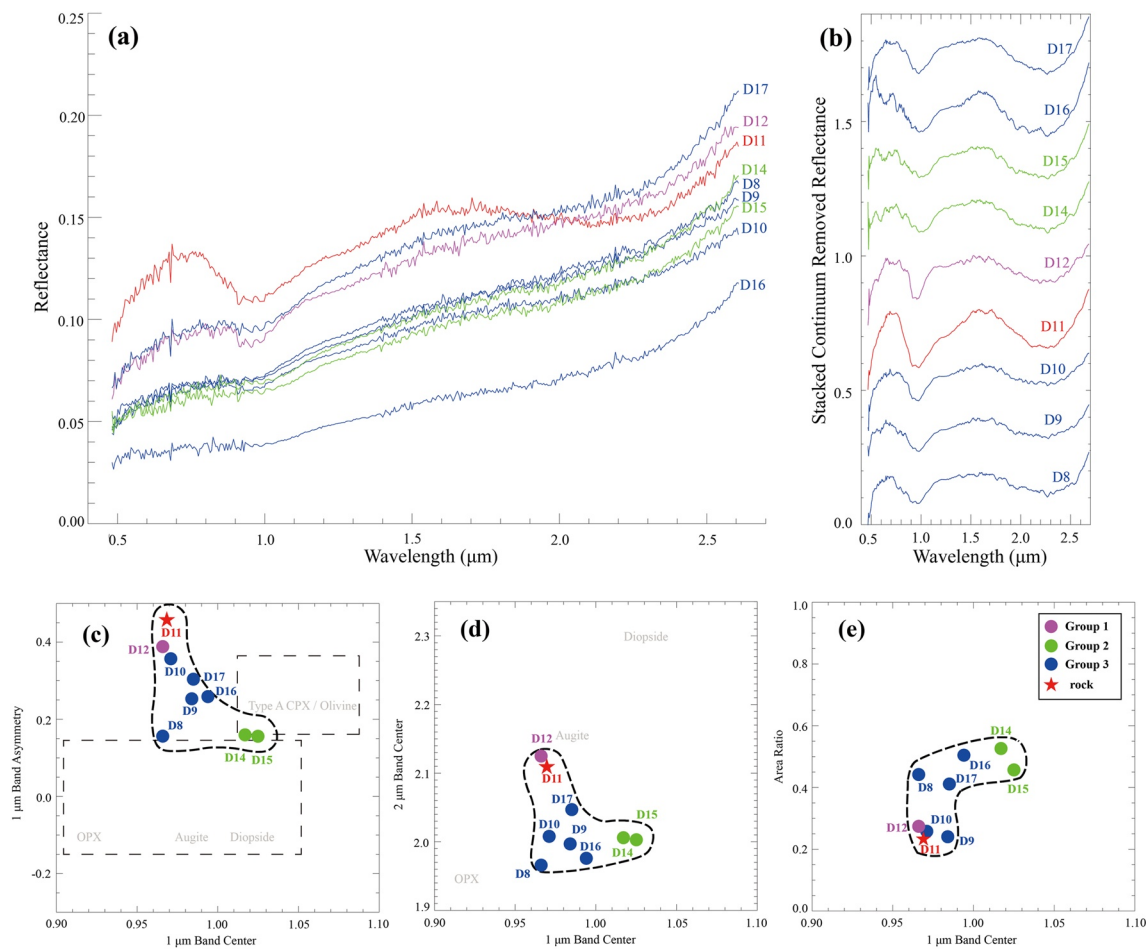 (a)
0.25
0.20
0.15
0.10
0.05
0.00
Reflectance
D17
D12
D11
D14
D8
D9
D15
D10
D16
0.5
1.0
1.5
2.0
2.5
Wavelength (μm)
(b)
1.5
1.0
0.5
0.0
Stacked Continuum Removed Reflectance
D17
D16
D15
D14
D12
D11
D10
D9
D8
0.5
1.0
1.5
2.0
2.5
Wavelength (μm)
(c)
0.4
0.2
0.0
-0.2
1 μm Band Asymmetry
D11
D12
D10
D17
D16
D9
D8
D14
D15
Type A CPX / Olivine
OPX
Augite
Diopside
0.90
0.95
1.00
1.05
1.10
1 μm Band Center
(d)
2.3
2.2
2.1
2.0
1.9
2 μm Band Center
Diopside
Augite
OPX
D12
D11
D17
D10
D9
D16
D8
D15
D14
0.90
0.95
1.00
1.05
1.10
1 μm Band Center
(e)
1.0
0.8
0.6
0.4
0.2
0.0
Area Ratio
Group 1
Group 2
Group 3
rock
D14
D16
D15
D8
D17
D12
D10
D11
D9
0.90
0.95
1.00
1.05
1.10
1 μm Band Center